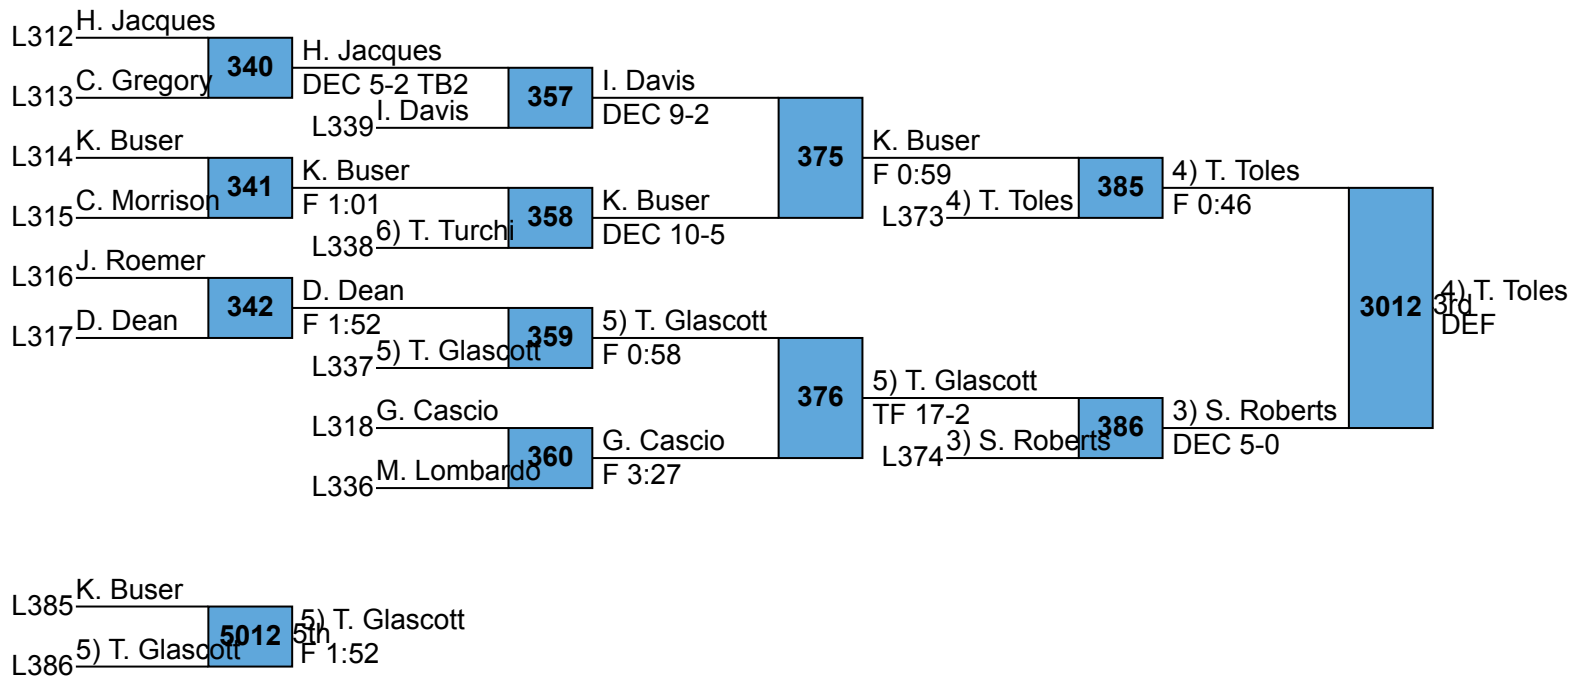 H. Jacques
L312
340
C. Gregory
L313
H. Jacques
DEC 5-2 TB2
I. Davis
L339
357
I. Davis
DEC 9-2
K. Buser
L314
341
C. Morrison
L315
K. Buser
F 1:01
6) T. Turchi
L338
358
K. Buser
DEC 10-5
375
K. Buser
F 0:59
4) T. Toles
L373
385
4) T. Toles
F 0:46
J. Roemer
L316
342
D. Dean
L317
D. Dean
F 1:52
5) T. Glascott
L337
359
5) T. Glascott
F 0:58
G. Cascio
L318
M. Lombardo
L336
360
G. Cascio
F 3:27
376
5) T. Glascott
TF 17-2
3) S. Roberts
L374
386
3) S. Roberts
DEC 5-0
3012
3rd
4) T. Toles
DEF
K. Buser
L385
5) T. Glascott
L386
5012
5th
5) T. Glascott
F 1:52